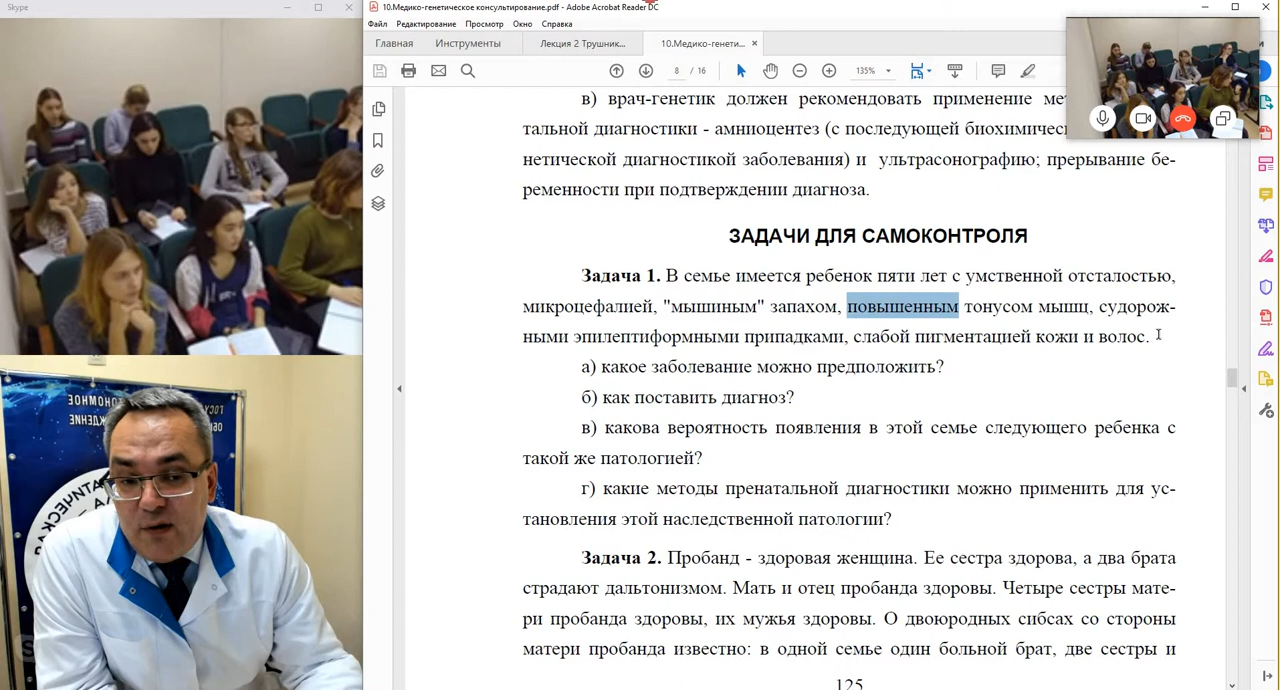 Skype
10.Медико-генетическое консультирование.pdf - Adobe Acrobat Reader DC
Файл Редактирование Просмотр Окно Справка
Главная Инструменты Лекция 2 Трушник... 10.Медико-генети... ×
8 / 16 135%
в) врач-генетик должен рекомендовать применение
тальной диагностики - амниоцентез (с последующей
нетической диагностикой заболевания) и ультрасонографию; прерывание бе-
ременности при подтверждении диагноза.
ЗАДАЧИ ДЛЯ САМОКОНТРОЛЯ
Задача 1. В семье имеется ребенок пяти лет с умственной отсталостью,
микроцефалией, "мышиным" запахом, повышенным тонусом мышц, судорож-
ными эпилептиформными припадками, слабой пигментацией кожи и волос.
а) какое заболевание можно предположить?
б) как поставить диагноз?
в) какова вероятность появления в этой семье следующего ребенка с
такой же патологией?
г) какие методы пренатальной диагностики можно применить для ус-
тановления этой наследственной патологии?
Задача 2. Пробанд - здоровая женщина. Ее сестра здорова, а два брата
страдают дальтонизмом. Мать и отец пробанда здоровы. Четыре сестры мате-
ри пробанда здоровы, их мужья здоровы. О двоюродных сибсах со стороны
матери пробанда известно: в одной семье один больной брат, две сестры и
125